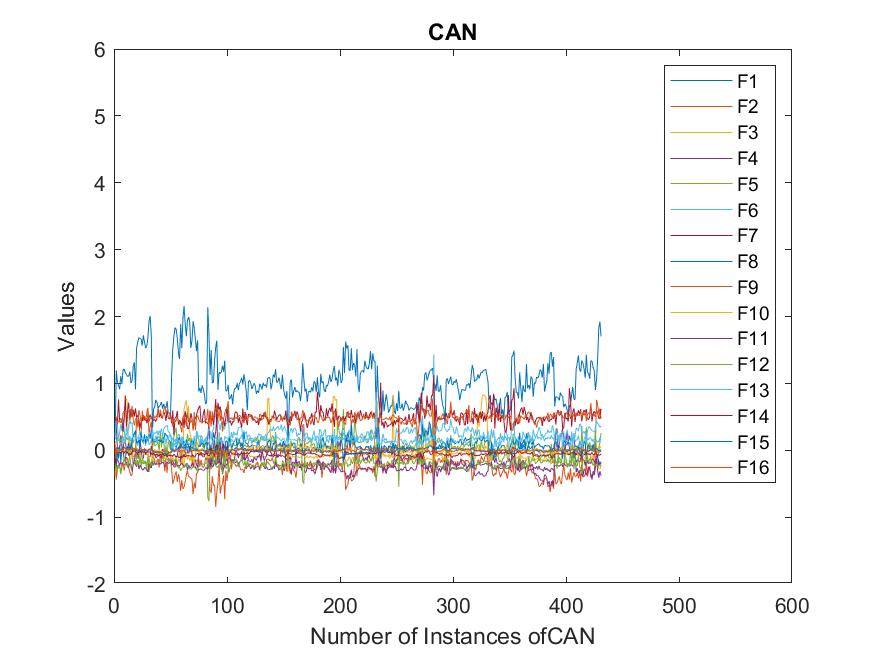 CAN
6
5
4
3
2
1
0
-1
-2
Values
0 100 200 300 400 500 600
Number of Instances ofCAN
F1
F2
F3
F4
F5
F6
F7
F8
F9
F10
F11
F12
F13
F14
F15
F16